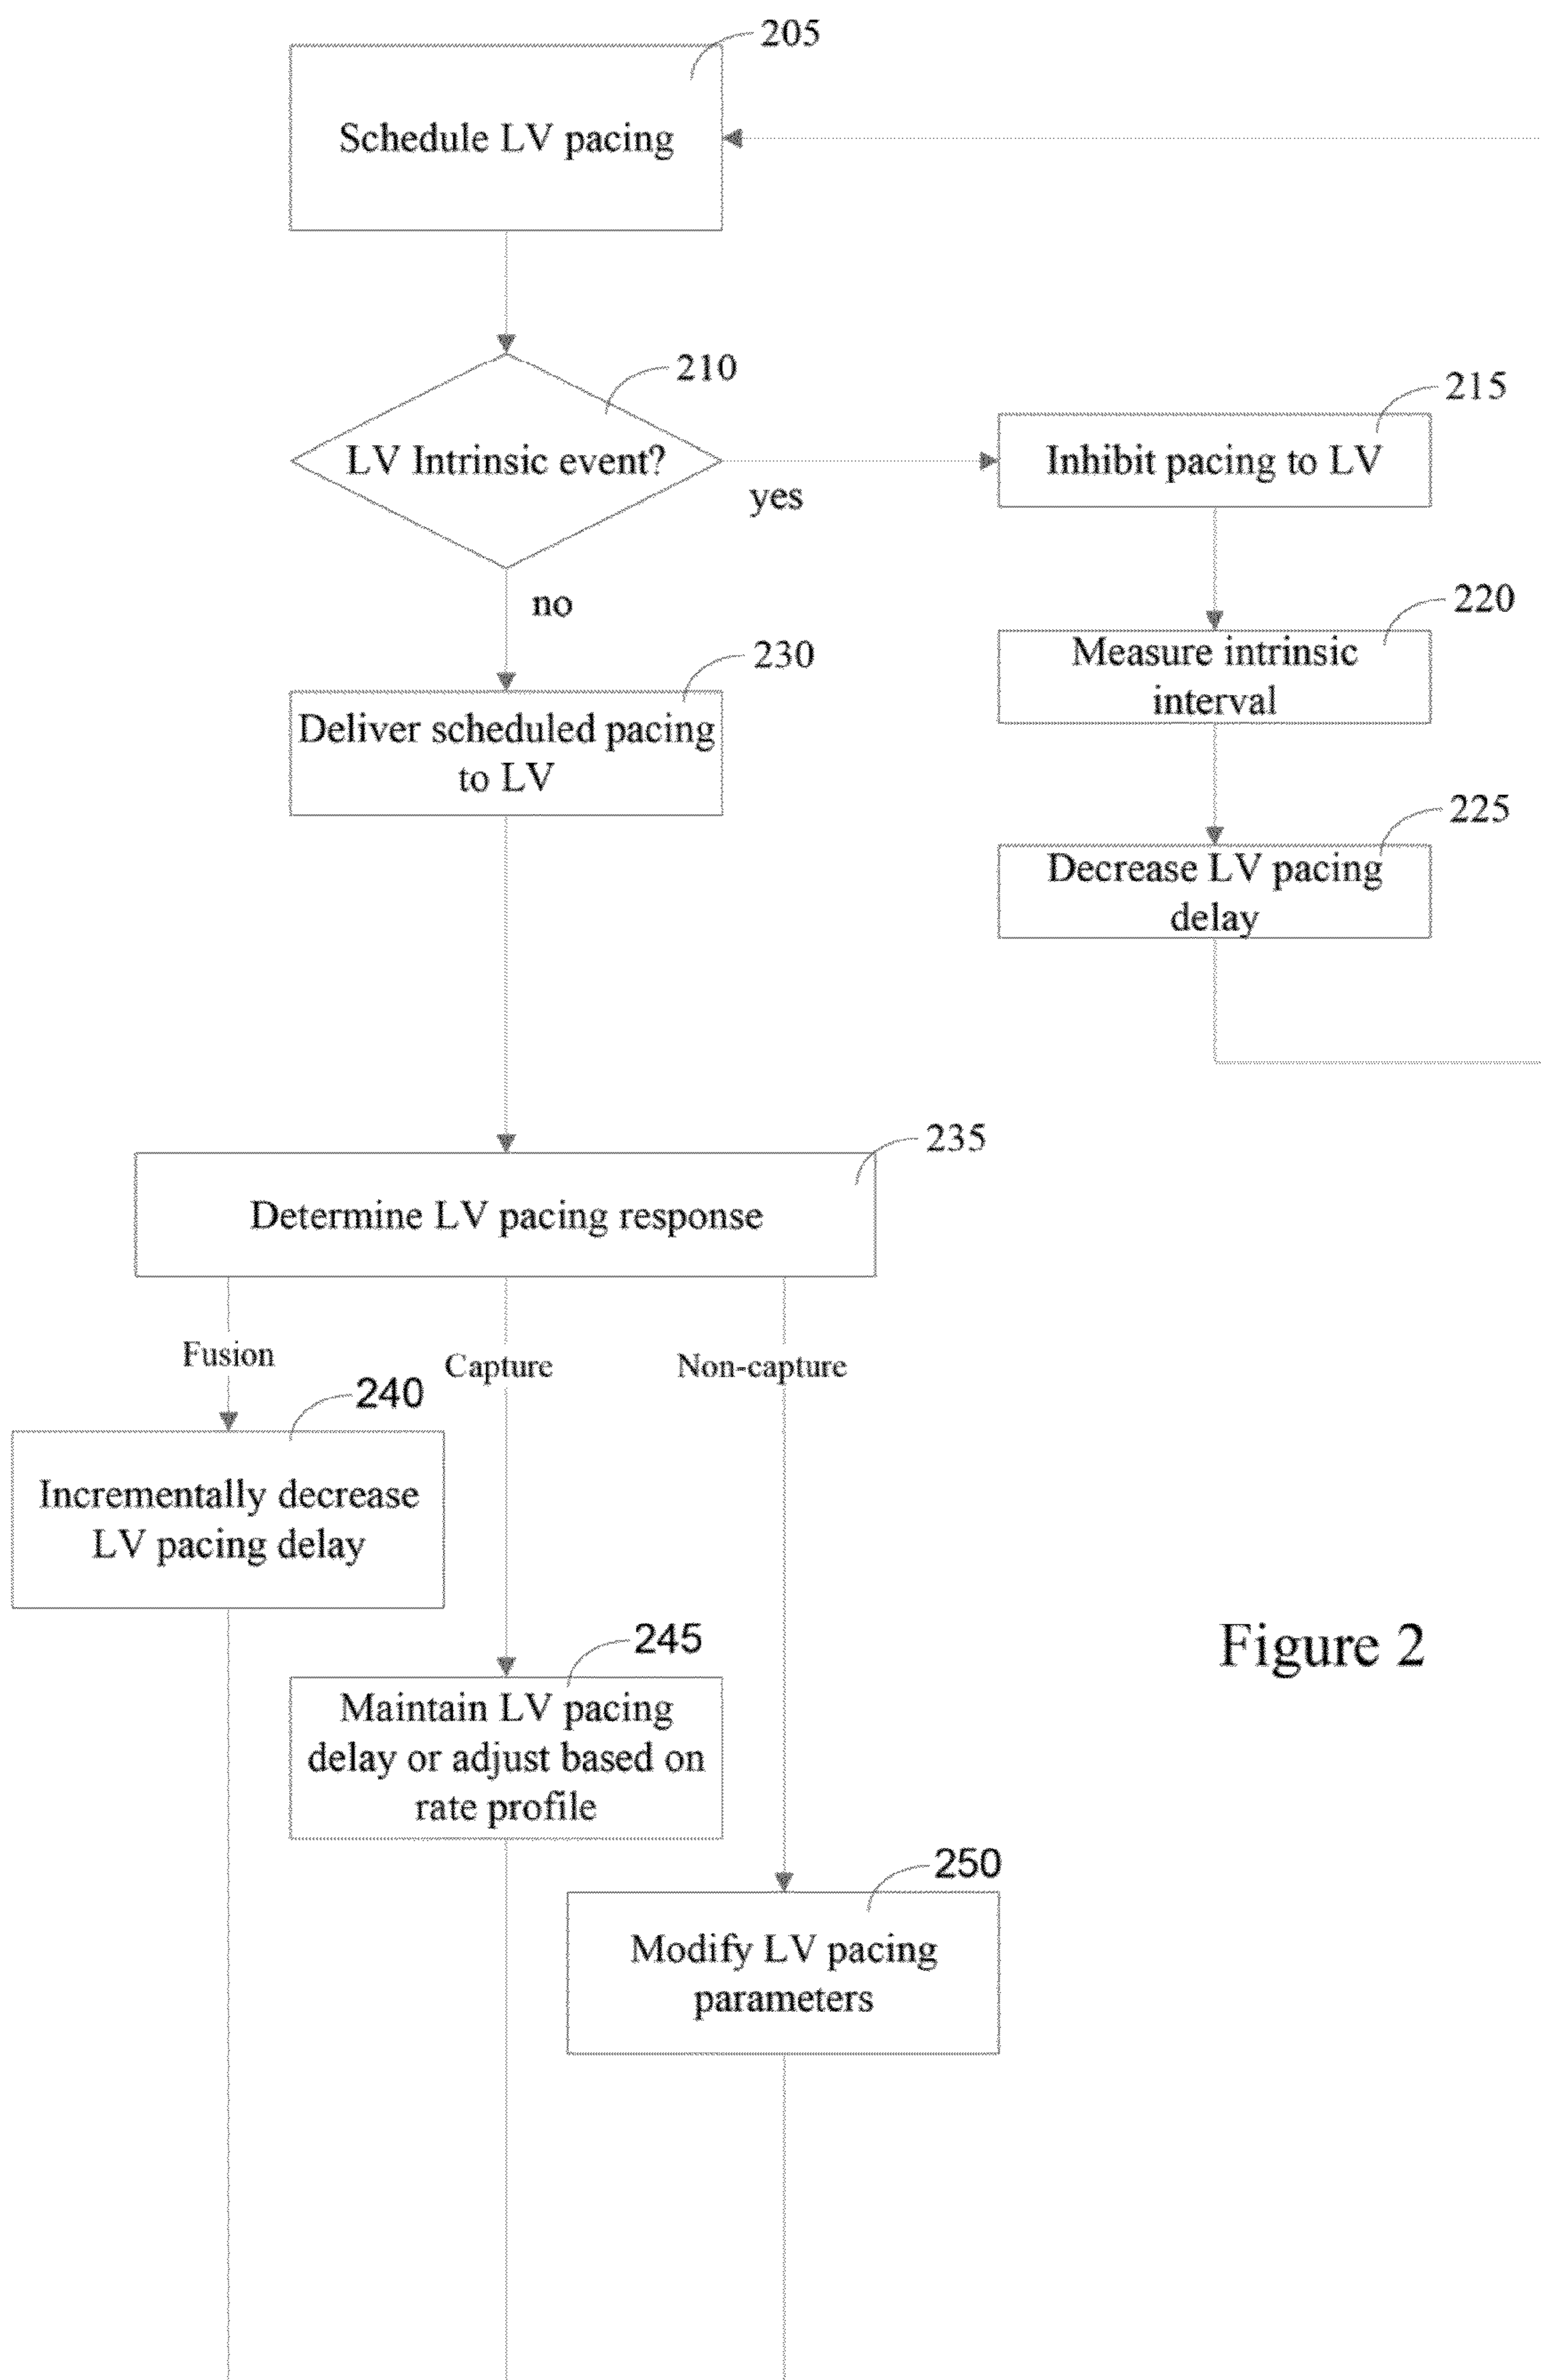 205
Schedule LV pacing
210
LV Intrinsic event?
yes
215
Inhibit pacing to LV
no
220
Measure intrinsic
interval
230
Deliver scheduled pacing
to LV
225
Decrease LV pacing
delay
235
Determine LV pacing response
Fusion
Capture
Non-capture
240
Incrementally decrease
LV pacing delay
245
Maintain LV pacing
delay or adjust based on
rate profile
Figure 2
250
Modify LV pacing
parameters